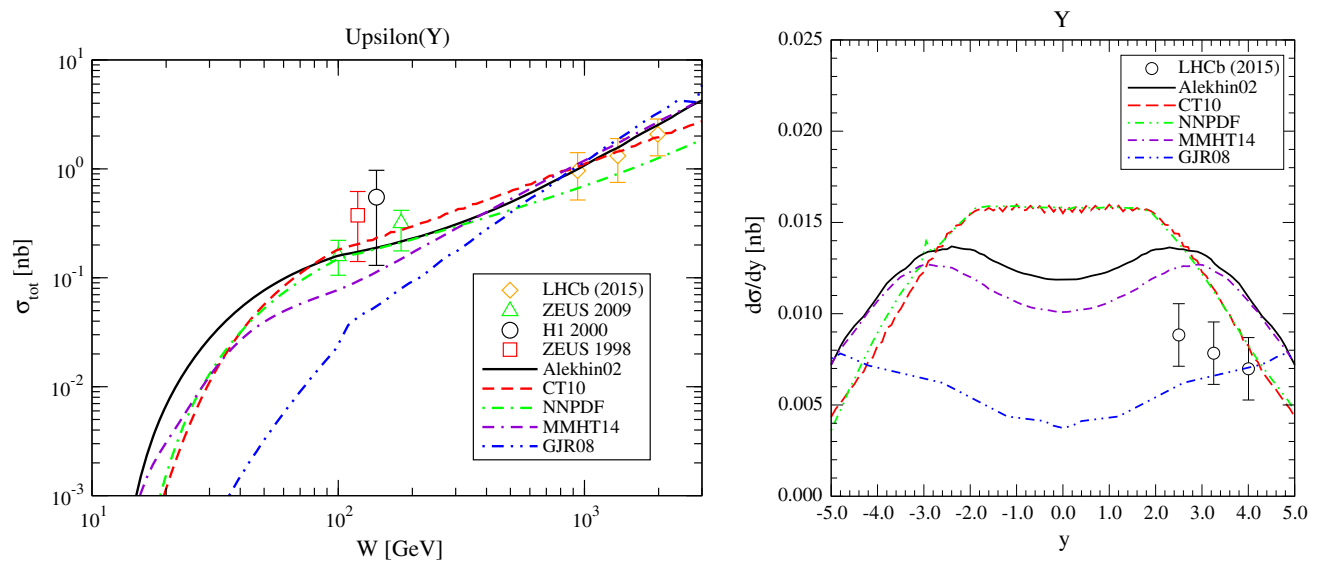 Upsilon(Y)
10^1
10^0
10^-1
10^-2
10^-3
σ_tot [nb]
LHCb (2015)
ZEUS 2009
H1 2000
ZEUS 1998
Alekhin02
CT10
NNPDF
MMHT14
GJR08
10^1 10^2 10^3
W [GeV]
Y
0.025
0.020
0.015
0.010
0.005
0.000
dσ/dy [nb]
LHCb (2015)
Alekhin02
CT10
NNPDF
MMHT14
GJR08
-5.0 -4.0 -3.0 -2.0 -1.0 0.0 1.0 2.0 3.0 4.0 5.0
y